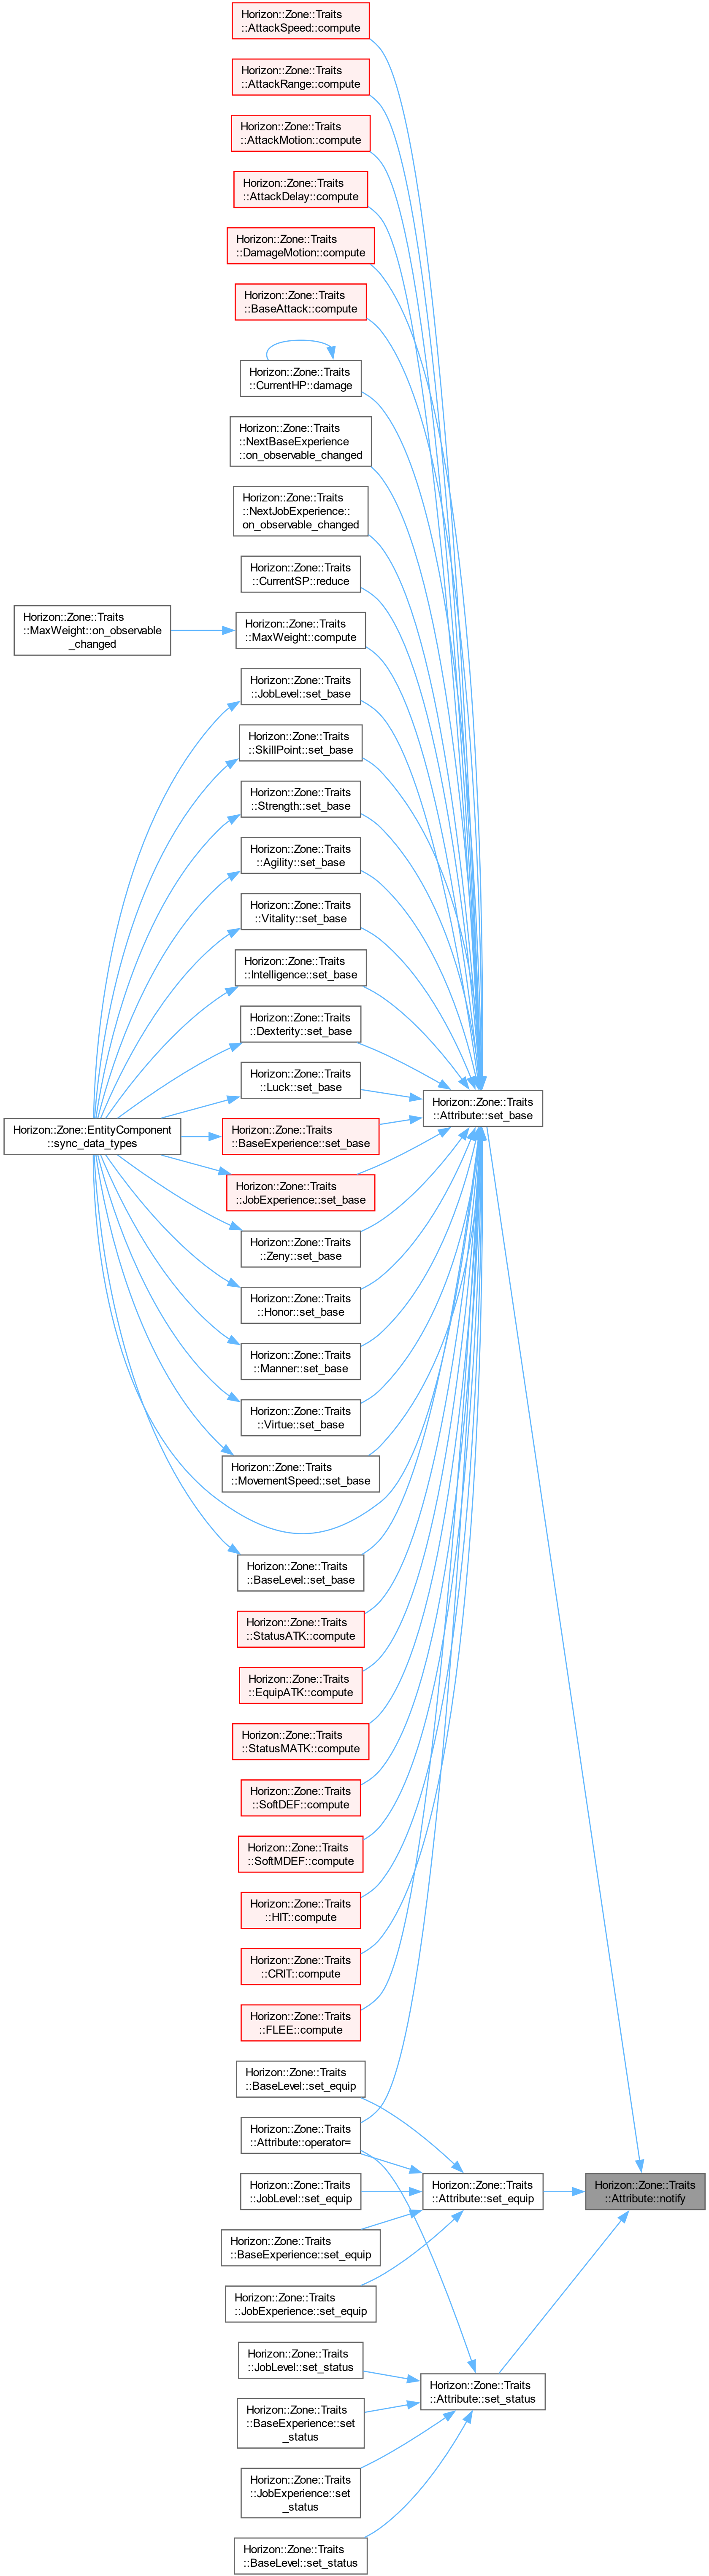 Horizon::Zone::Traits
::AttackSpeed::compute
Horizon::Zone::Traits
::AttackRange::compute
Horizon::Zone::Traits
::AttackMotion::compute
Horizon::Zone::Traits
::AttackDelay::compute
Horizon::Zone::Traits
::DamageMotion::compute
Horizon::Zone::Traits
::BaseAttack::compute
Horizon::Zone::Traits
::CurrentHP::damage
Horizon::Zone::Traits
::NextBaseExperience
::on_observable_changed
Horizon::Zone::Traits
::NextJobExperience::
on_observable_changed
Horizon::Zone::Traits
::CurrentSP::reduce
Horizon::Zone::Traits
::MaxWeight::on_observable
_changed
Horizon::Zone::Traits
::MaxWeight::compute
Horizon::Zone::Traits
::JobLevel::set_base
Horizon::Zone::Traits
::SkillPoint::set_base
Horizon::Zone::Traits
::Strength::set_base
Horizon::Zone::Traits
::Agility::set_base
Horizon::Zone::Traits
::Vitality::set_base
Horizon::Zone::Traits
::Intelligence::set_base
Horizon::Zone::Traits
::Dexterity::set_base
Horizon::Zone::Traits
::Luck::set_base
Horizon::Zone::Traits
::Attribute::set_base
Horizon::Zone::EntityComponent
::sync_data_types
Horizon::Zone::Traits
::BaseExperience::set_base
Horizon::Zone::Traits
::JobExperience::set_base
Horizon::Zone::Traits
::Zeny::set_base
Horizon::Zone::Traits
::Honor::set_base
Horizon::Zone::Traits
::Manner::set_base
Horizon::Zone::Traits
::Virtue::set_base
Horizon::Zone::Traits
::MovementSpeed::set_base
Horizon::Zone::Traits
::BaseLevel::set_base
Horizon::Zone::Traits
::StatusATK::compute
Horizon::Zone::Traits
::EquipATK::compute
Horizon::Zone::Traits
::StatusMATK::compute
Horizon::Zone::Traits
::SoftDEF::compute
Horizon::Zone::Traits
::SoftMDEF::compute
Horizon::Zone::Traits
::HIT::compute
Horizon::Zone::Traits
::CRIT::compute
Horizon::Zone::Traits
::FLEE::compute
Horizon::Zone::Traits
::BaseLevel::set_equip
Horizon::Zone::Traits
::Attribute::operator=
Horizon::Zone::Traits
::JobLevel::set_equip
Horizon::Zone::Traits
::Attribute::set_equip
Horizon::Zone::Traits
::Attribute::notify
Horizon::Zone::Traits
::BaseExperience::set_equip
Horizon::Zone::Traits
::JobExperience::set_equip
Horizon::Zone::Traits
::JobLevel::set_status
Horizon::Zone::Traits
::Attribute::set_status
Horizon::Zone::Traits
::BaseExperience::set
_status
Horizon::Zone::Traits
::JobExperience::set
_status
Horizon::Zone::Traits
::BaseLevel::set_status